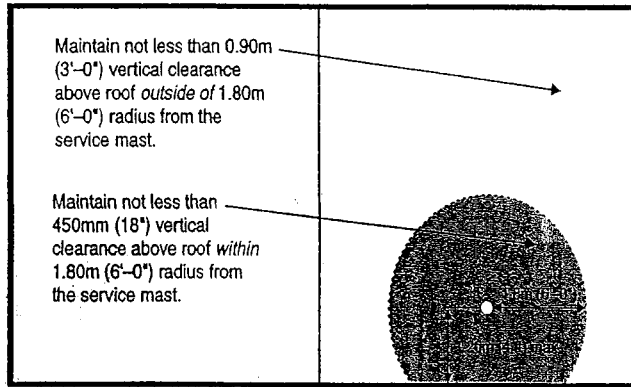 Maintain not less than 0.90m
(3'–0") vertical clearance
above roof outside of 1.80m
(6'–0") radius from the
service mast.
Maintain not less than
450mm (18") vertical
clearance above roof within
1.80m (6'–0") radius from
the service mast.